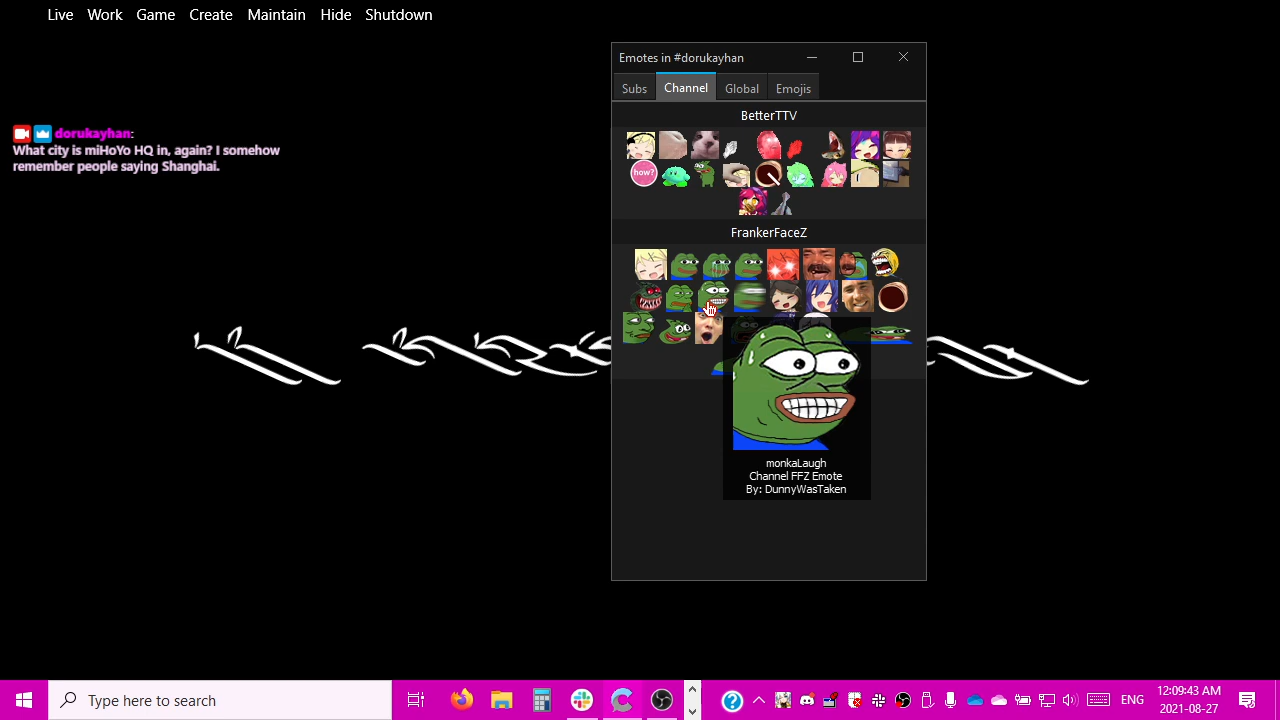 Live Work Game Create Maintain Hide Shutdown
Emotes in #dorukayhan
Subs Channel Global Emojis
BetterTTV
how?
FrankerFaceZ
monkaLaugh
Channel FFZ Emote
By: DunnyWasTaken
dorukayhan:
What city is miHoYo HQ in, again? I somehow
remember people saying Shanghai.
Type here to search
ENG
12:09:43 AM
2021-08-27